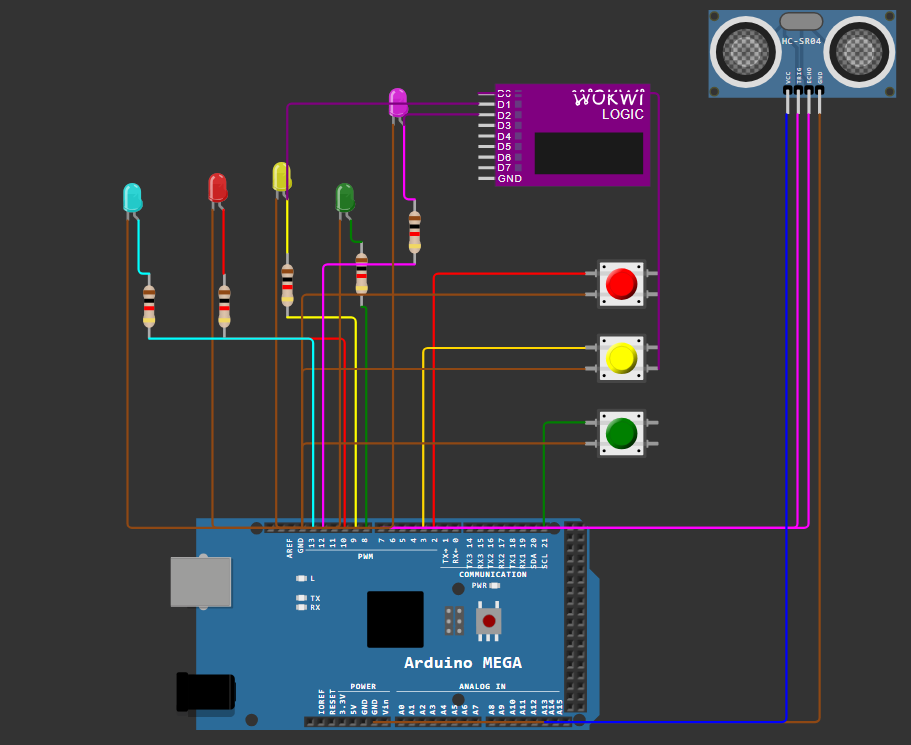 HC-SR04
VCC
TRIG
ECHO
GND
WOKWI
LOGIC
D0
D1
D2
D3
D4
D5
D6
D7
GND
AREF
GND
13
12
11
10
9
8
7
6
5
4
3
2
TX→ 1
RX← 0
TX3 14
RX3 15
TX2 16
RX2 17
TX1 18
RX1 19
SDA 20
SCL 21
PWM
COMMUNICATION
L
PWR
TX
RX
Arduino MEGA
POWER
ANALOG IN
IOREF
RESET
3.3V
5V
GND
GND
Vin
A0
A1
A2
A3
A4
A5
A6
A7
A8
A9
A10
A11
A12
A13
A14
A15